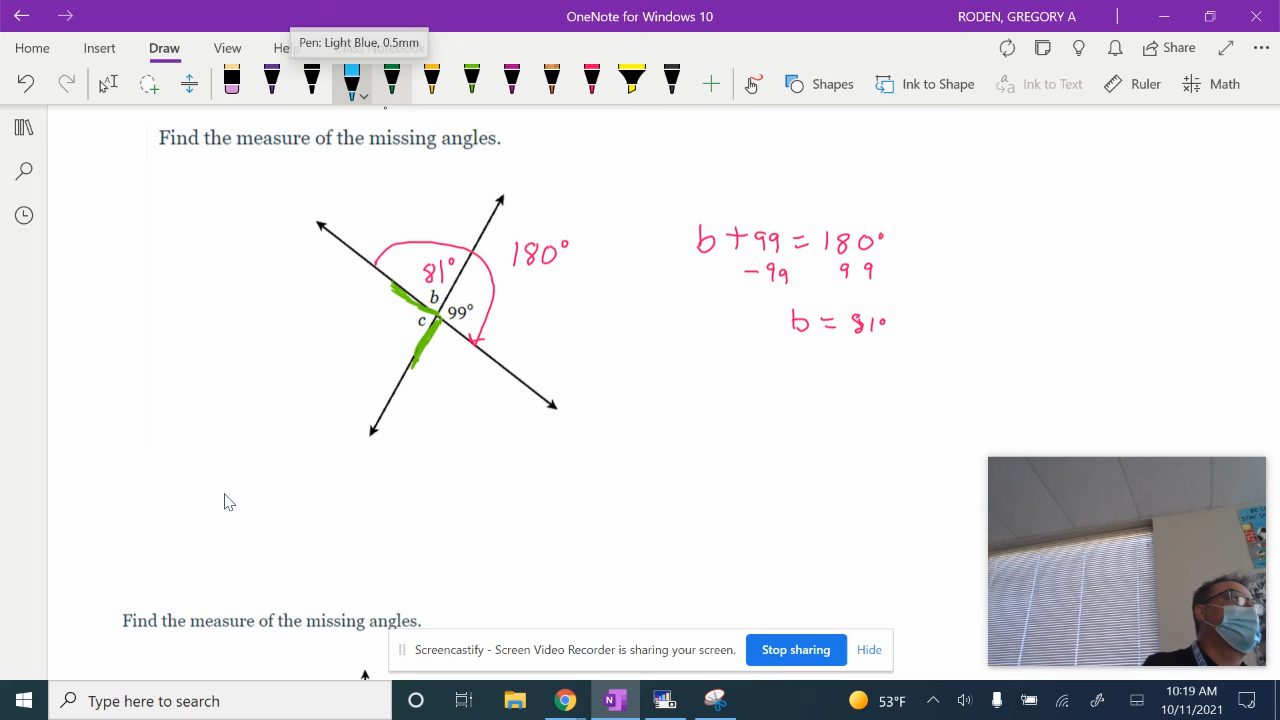 OneNote for Windows 10
RODEN, GREGORY A
Home Insert Draw View Help Class Notebook Share
Pen: Light Blue, 0.5mm
Shapes Ink to Shape Ink to Text Ruler Math
Find the measure of the missing angles.
180°
81°
b
c 99°
b + 99 = 180°
- 99 99
b = 81°
Find the measure of the missing angles.
Screencastify - Screen Video Recorder is sharing your screen. Stop sharing Hide
Type here to search
53°F
10:19 AM
10/11/2021